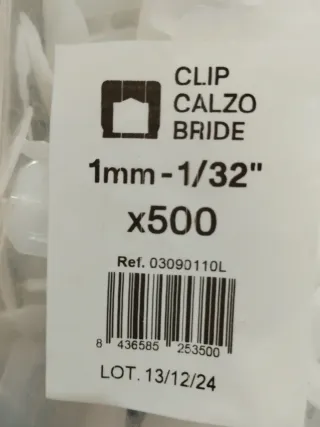 CLIP
CALZO
BRIDE
1mm - 1/32"
x500
Ref. 03090110L
8 436585 253500
LOT. 13/12/24